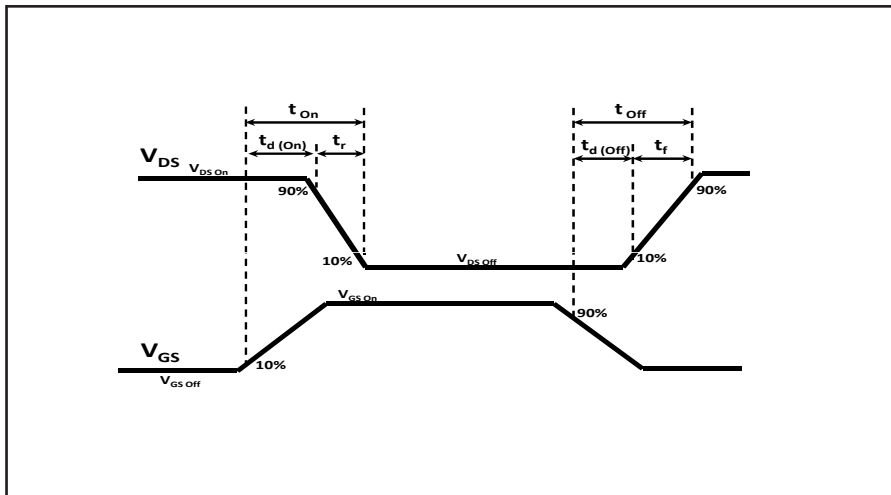 t On
t Off
t d (On)
t r
t d (Off)
t f
V DS
V DS On
90%
90%
10%
V DS Off
10%
V GS On
90%
V GS
10%
V GS Off